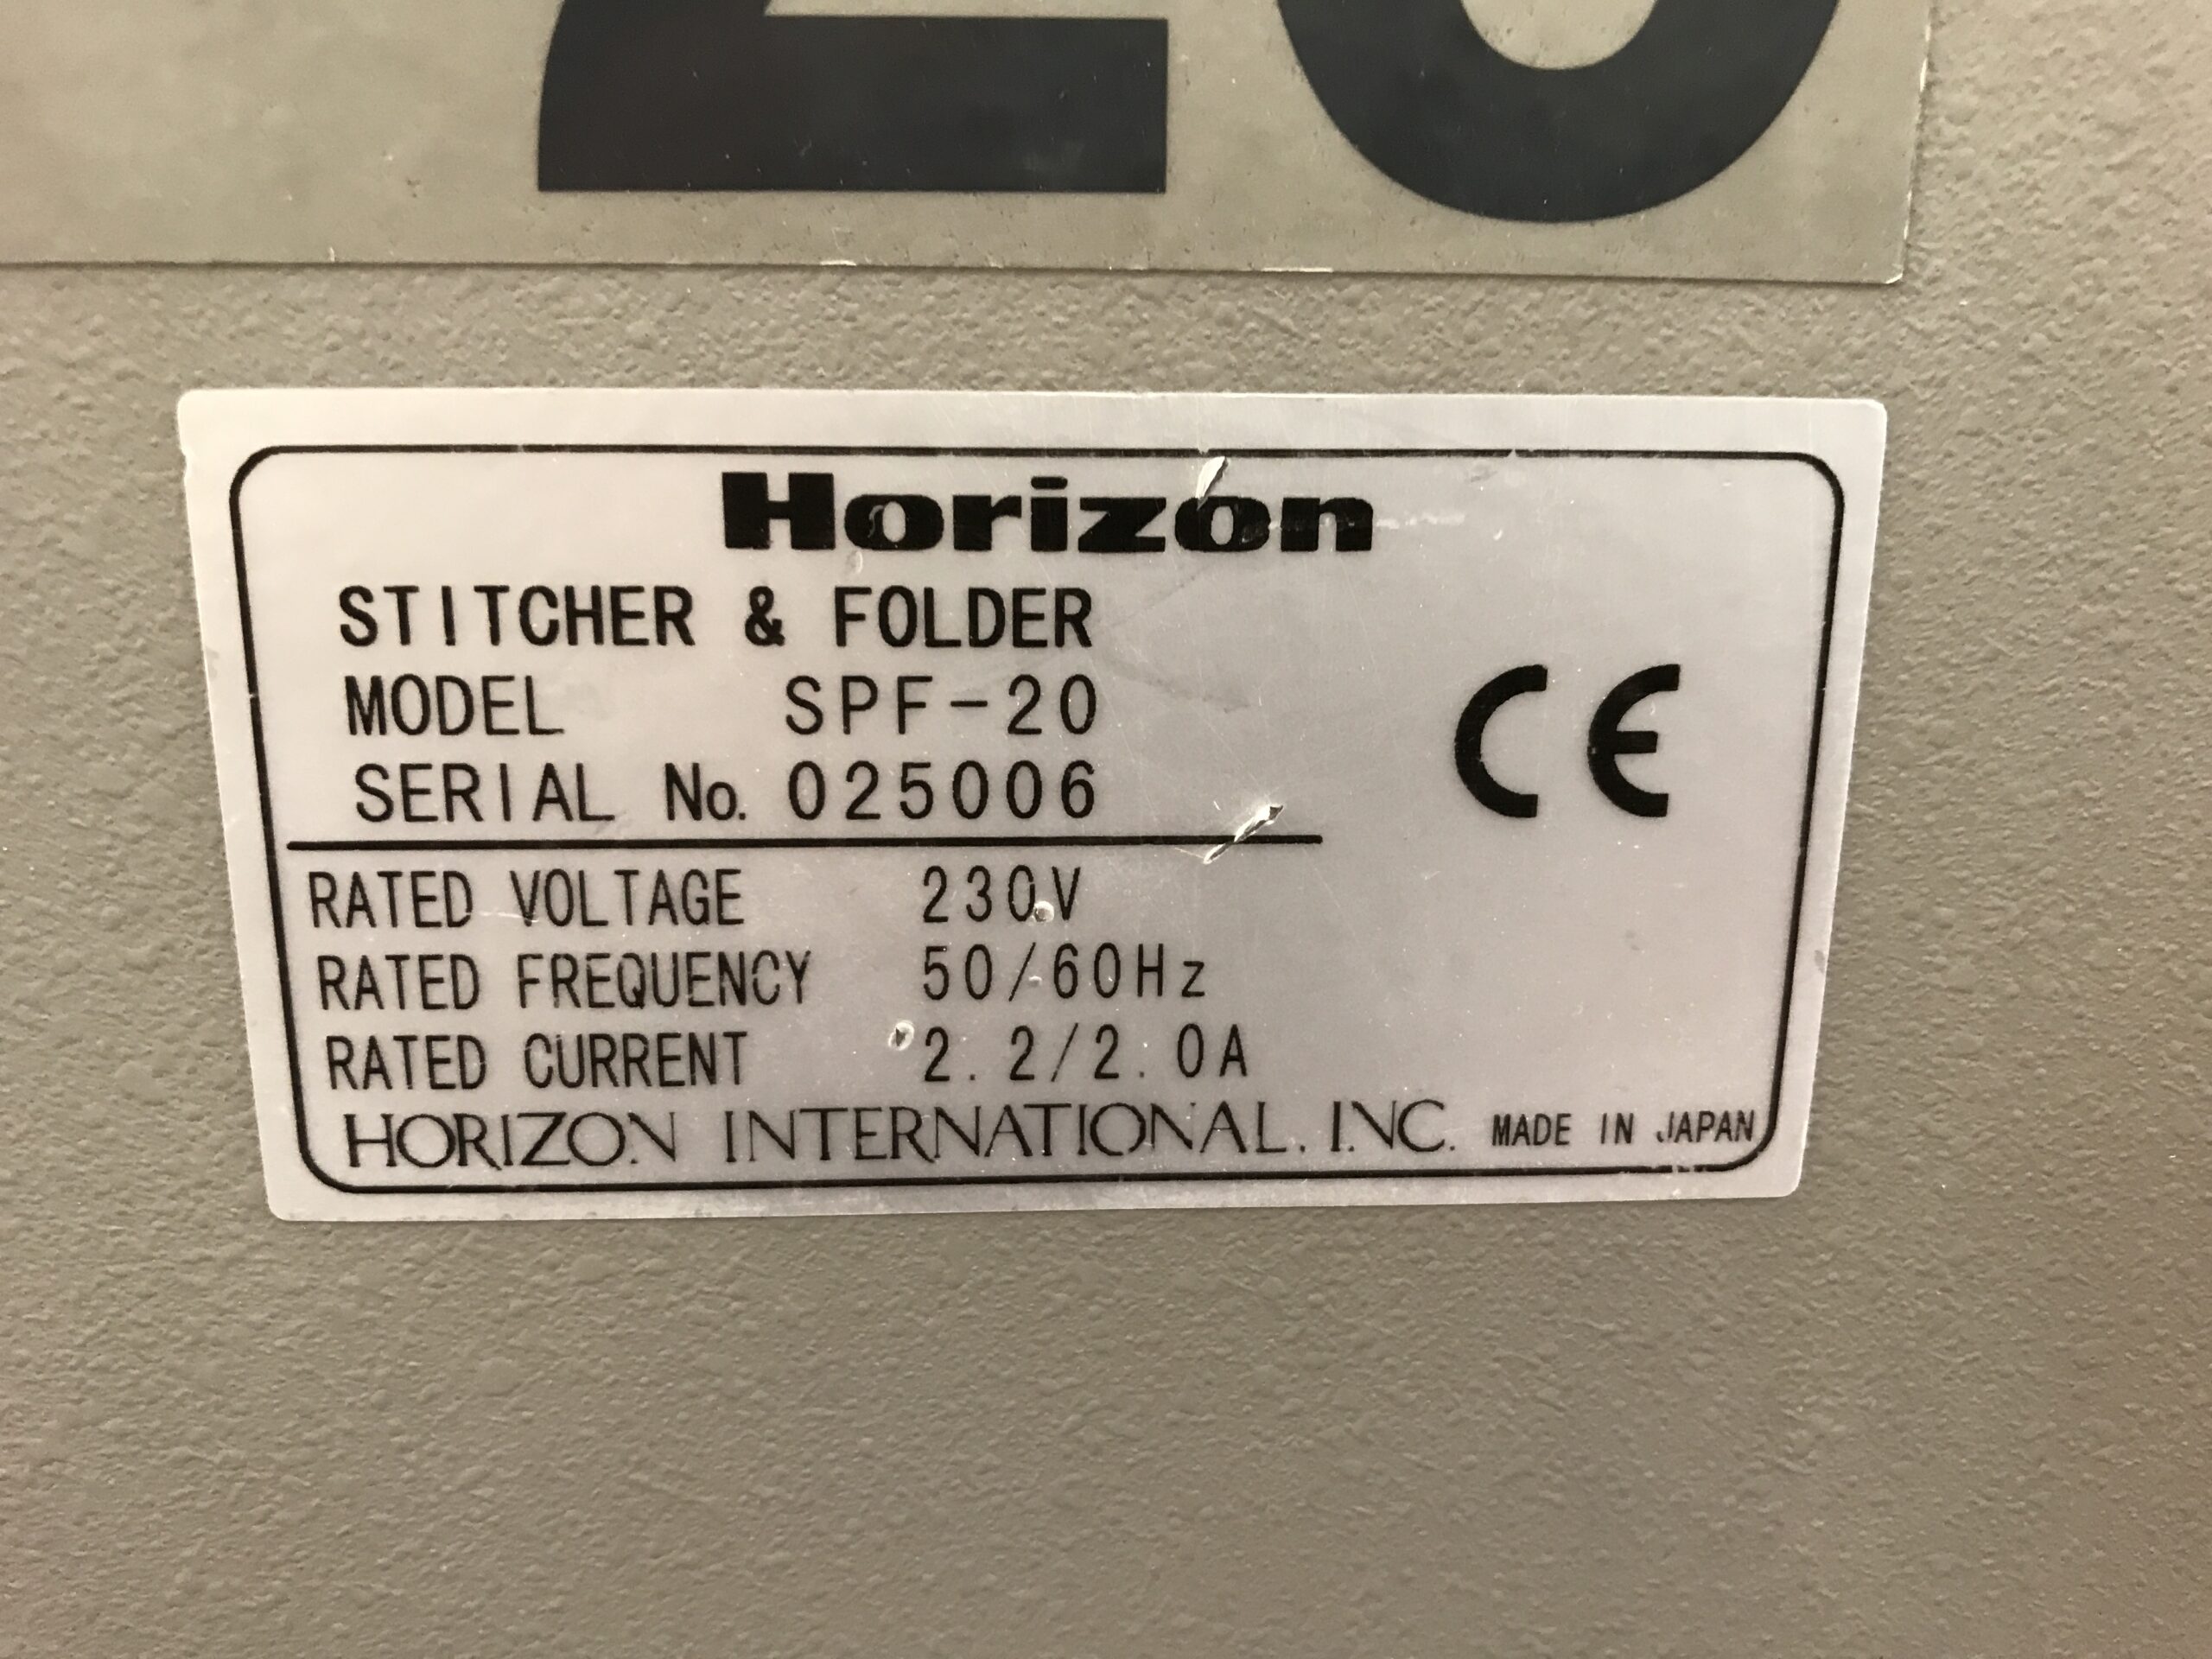 20
Horizon
STITCHER & FOLDER
MODEL SPF-20
SERIAL No. 025006
CE
RATED VOLTAGE 230V
RATED FREQUENCY 50/60Hz
RATED CURRENT 2.2/2.0A
HORIZON INTERNATIONAL. INC. MADE IN JAPAN